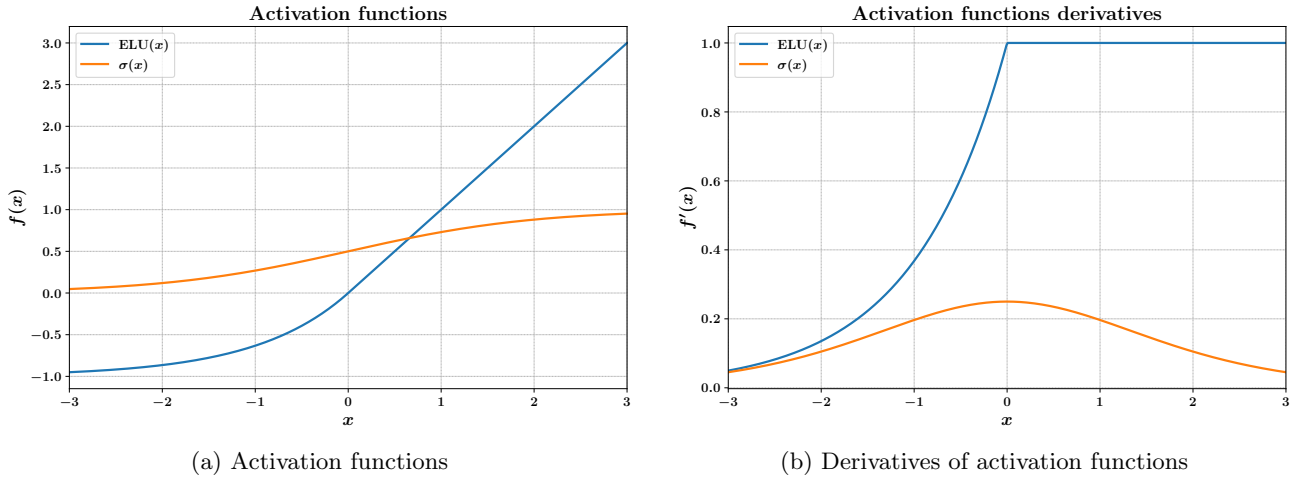 Activation functions
ELU(x)
σ(x)
3.0
2.5
2.0
1.5
1.0
0.5
0.0
−0.5
−1.0
f(x)
−3 −2 −1 0 1 2 3
x
(a) Activation functions
Activation functions derivatives
ELU(x)
σ(x)
1.0
0.8
0.6
0.4
0.2
0.0
f′(x)
−3 −2 −1 0 1 2 3
x
(b) Derivatives of activation functions